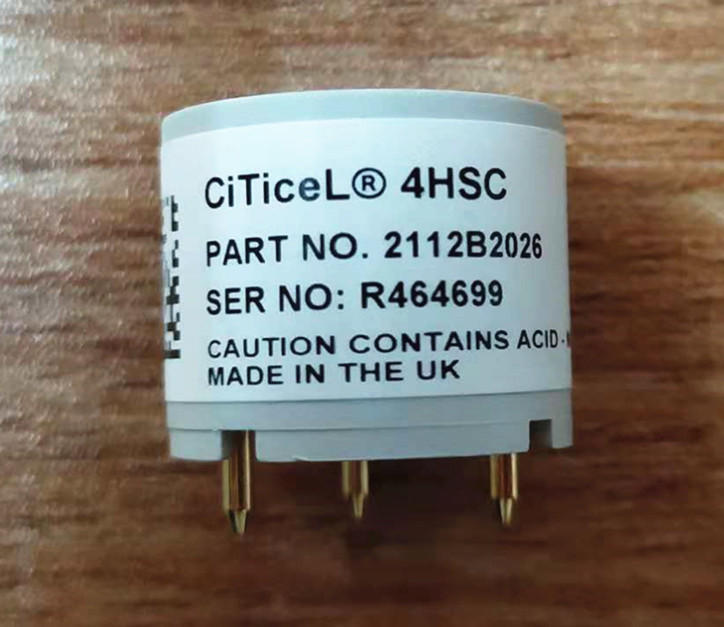 CiTiceL® 4HSC
PART NO. 2112B2026
SER NO: R464699
CAUTION CONTAINS ACID -
MADE IN THE UK